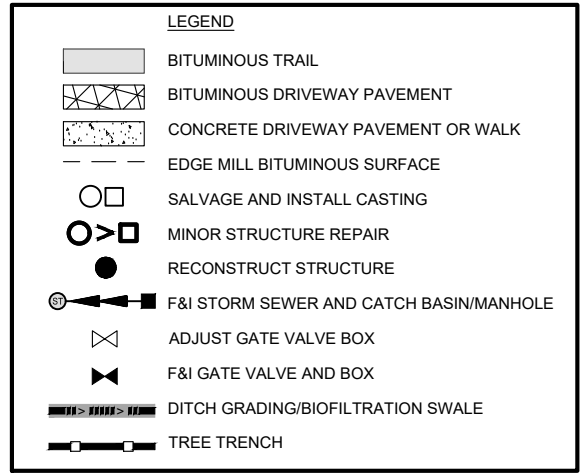 LEGEND
BITUMINOUS TRAIL
BITUMINOUS DRIVEWAY PAVEMENT
CONCRETE DRIVEWAY PAVEMENT OR WALK
EDGE MILL BITUMINOUS SURFACE
SALVAGE AND INSTALL CASTING
MINOR STRUCTURE REPAIR
RECONSTRUCT STRUCTURE
ST F&I STORM SEWER AND CATCH BASIN/MANHOLE
ADJUST GATE VALVE BOX
F&I GATE VALVE AND BOX
DITCH GRADING/BIOFILTRATION SWALE
TREE TRENCH